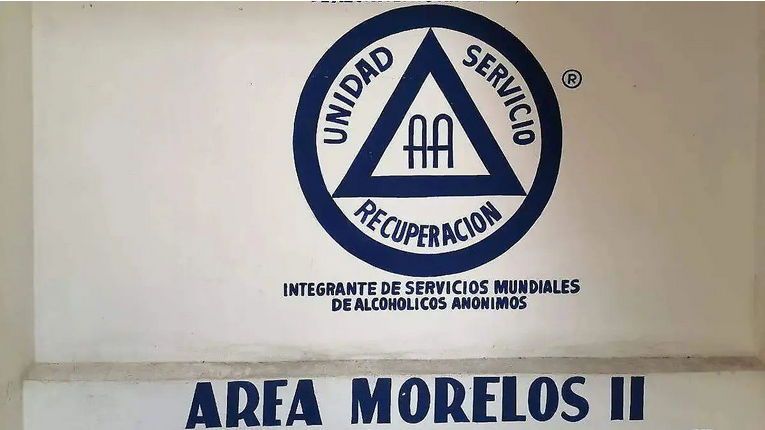 UNIDAD
SERVICIO
®
AA
RECUPERACION
INTEGRANTE DE SERVICIOS MUNDIALES
DE ALCOHOLICOS ANONIMOS
AREA MORELOS II